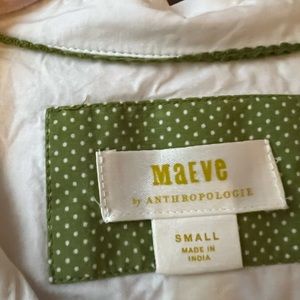 MaEve
by ANTHROPOLOGIE
SMALL
MADE IN
INDIA